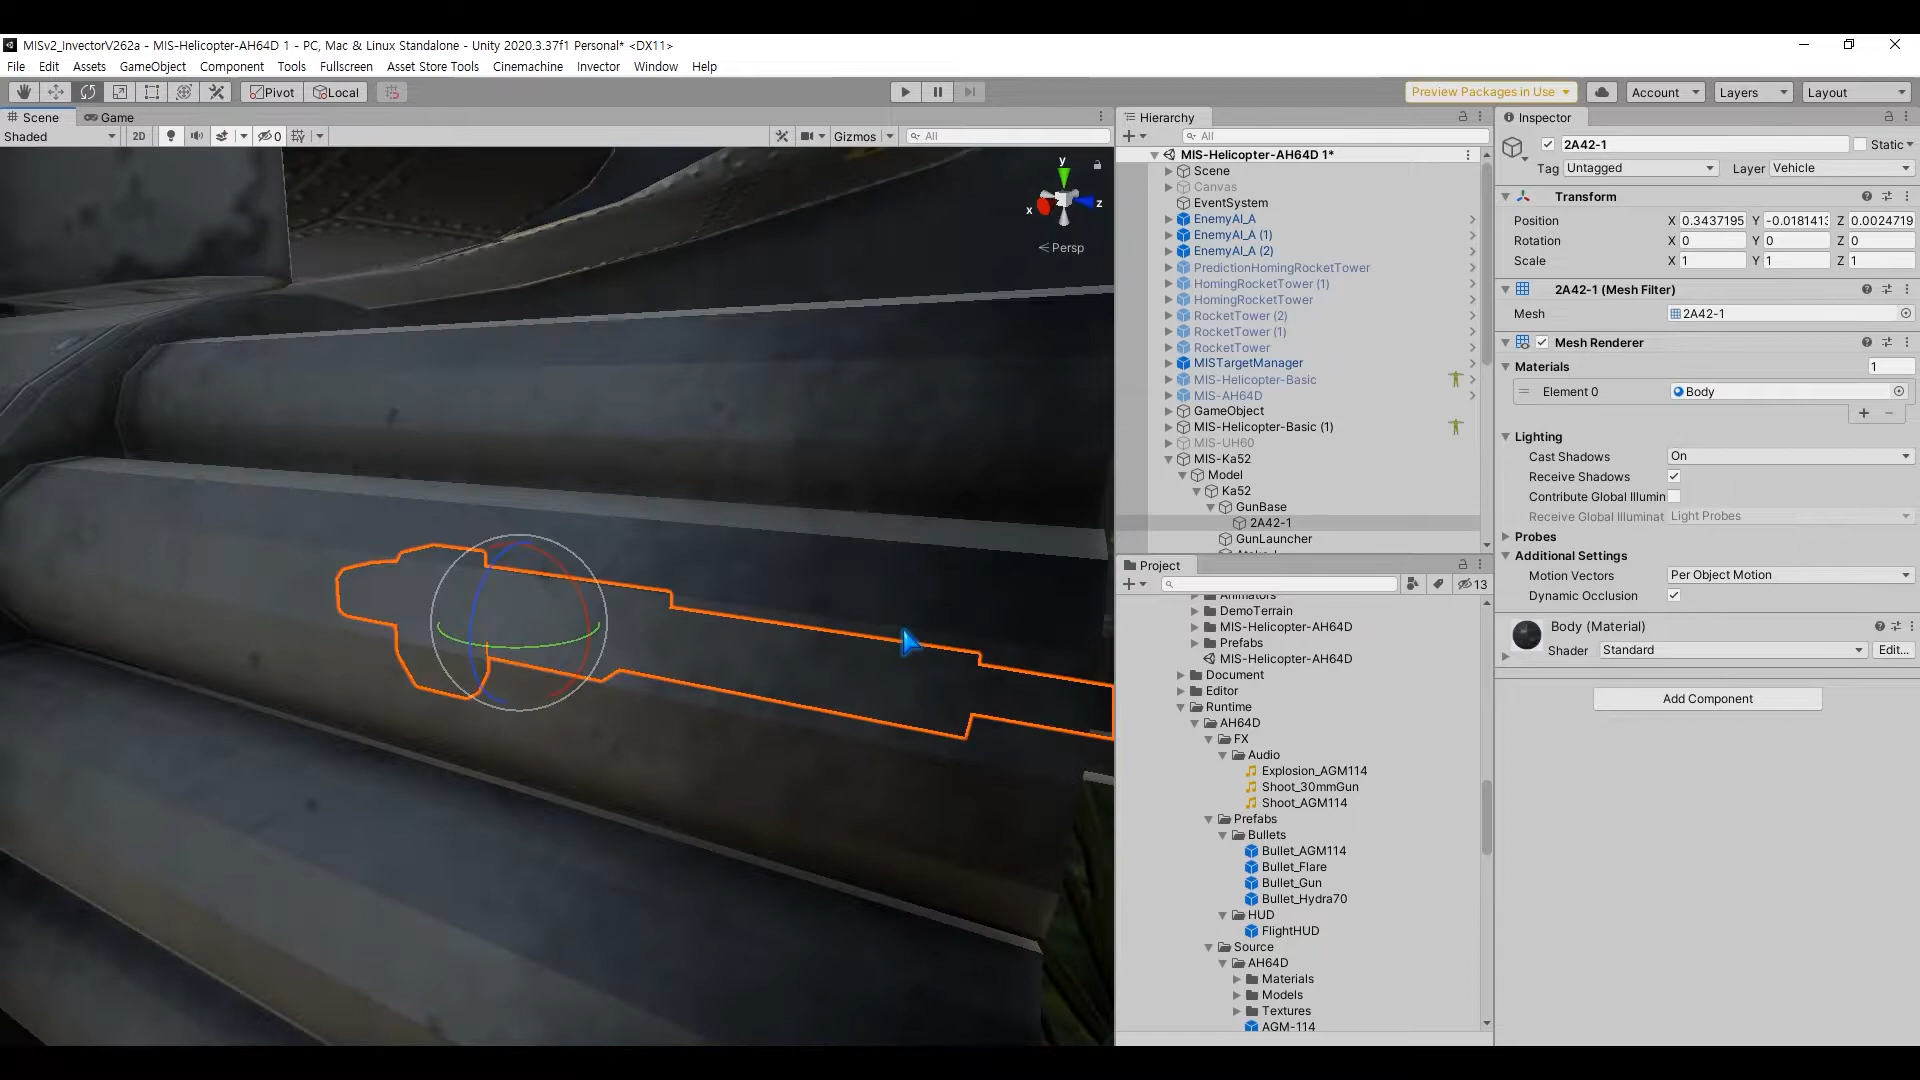 MISv2_InvectorV262a - MIS-Helicopter-AH64D 1 - PC, Mac & Linux Standalone - Unity 2020.3.37f1 Personal* <DX11>
File Edit Assets GameObject Component Tools Fullscreen Asset Store Tools Cinemachine Invector Window Help
Pivot Local Preview Packages in Use Account Layers Layout
Scene Game
Shaded 2D 0 Gizmos All
y
x z
Persp
Hierarchy
All
MIS-Helicopter-AH64D 1*
Scene
Canvas
EventSystem
EnemyAI_A
EnemyAI_A (1)
EnemyAI_A (2)
PredictionHomingRocketTower
HomingRocketTower (1)
HomingRocketTower
RocketTower (2)
RocketTower (1)
RocketTower
MISTargetManager
MIS-Helicopter-Basic
MIS-AH64D
GameObject
MIS-Helicopter-Basic (1)
MIS-UH60
MIS-Ka52
Model
Ka52
GunBase
2A42-1
GunLauncher
Project
13
Animators
DemoTerrain
MIS-Helicopter-AH64D
Prefabs
MIS-Helicopter-AH64D
Document
Editor
Runtime
AH64D
FX
Audio
Explosion_AGM114
Shoot_30mmGun
Shoot_AGM114
Prefabs
Bullets
Bullet_AGM114
Bullet_Flare
Bullet_Gun
Bullet_Hydra70
HUD
FlightHUD
Source
AH64D
Materials
Models
Textures
AGM-114
Inspector
2A42-1 Static
Tag Untagged Layer Vehicle
Transform
Position X 0.3437195 Y -0.018141 Z 0.0024719
Rotation X 0 Y 0 Z 0
Scale X 1 Y 1 Z 1
2A42-1 (Mesh Filter)
Mesh 2A42-1
Mesh Renderer
Materials 1
Element 0 Body
Lighting
Cast Shadows On
Receive Shadows
Contribute Global Illumin
Receive Global Illuminat Light Probes
Probes
Additional Settings
Motion Vectors Per Object Motion
Dynamic Occlusion
Body (Material)
Shader Standard Edit...
Add Component